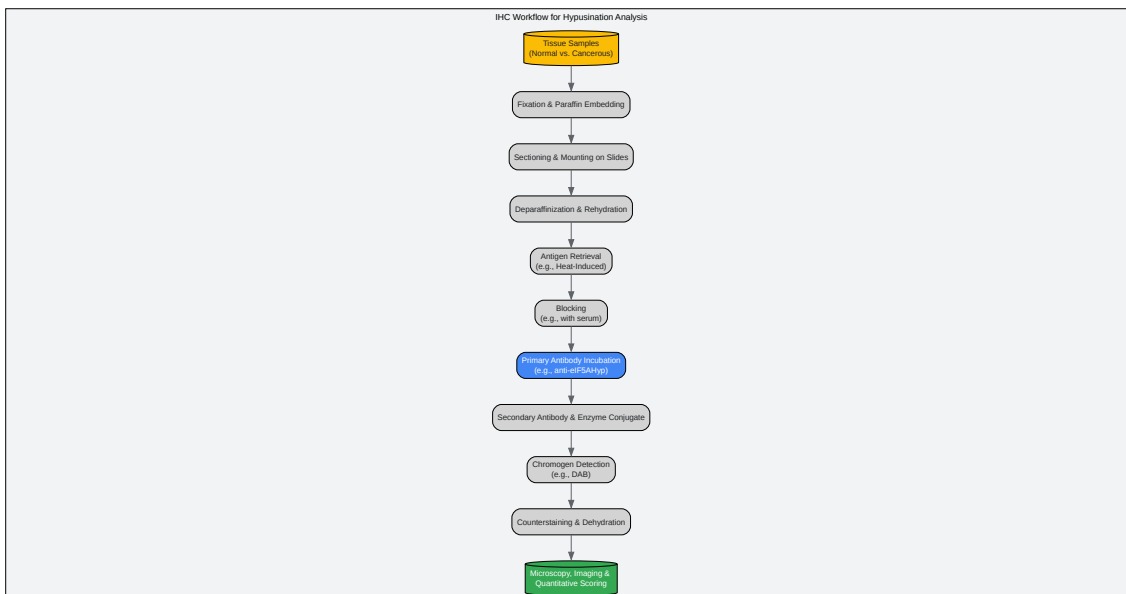 IHC Workflow for Hypusination Analysis
Tissue Samples
(Normal vs. Cancerous)
Fixation & Paraffin Embedding
Sectioning & Mounting on Slides
Deparaffinization & Rehydration
Antigen Retrieval
(e.g., Heat-Induced)
Blocking
(e.g., with serum)
Primary Antibody Incubation
(e.g., anti-eIF5AHyp)
Secondary Antibody & Enzyme Conjugate
Chromogen Detection
(e.g., DAB)
Counterstaining & Dehydration
Microscopy, Imaging &
Quantitative Scoring